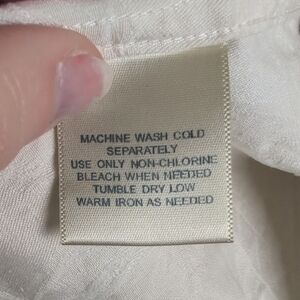 MACHINE WASH COLD
SEPARATELY
USE ONLY NON-CHLORINE
BLEACH WHEN NEEDED
TUMBLE DRY LOW
WARM IRON AS NEEDED